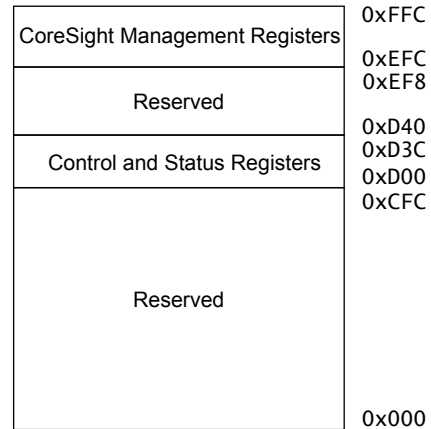 0xFFC
CoreSight Management Registers
0xEFC
0xEF8
Reserved
0xD40
0xD3C
Control and Status Registers
0xD00
0xCFC
Reserved
0x000